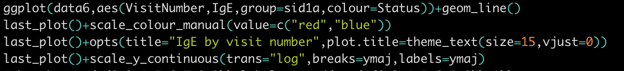 ggplot(data6,aes(VisitNumber,IgE,group=sid1a,colour=Status))+geom_line()
last_plot()+scale_colour_manual(value=c("red","blue"))
last_plot()+opts(title="IgE by visit number",plot.title=theme_text(size=15,vjust=0))
last_plot()+scale_y_continuous(trans="log",breaks=ymaj,labels=ymaj)